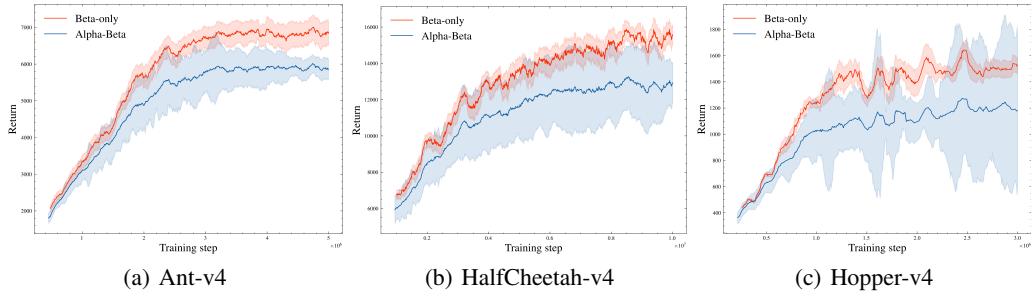 Beta-only
Alpha-Beta
Return
7000
6000
5000
4000
3000
2000
1 2 3 4 5
Training step
×10⁶
(a) Ant-v4
Beta-only
Alpha-Beta
Return
16000
14000
12000
10000
8000
6000
0.2 0.4 0.6 0.8 1.0
Training step
×10⁷
(b) HalfCheetah-v4
Beta-only
Alpha-Beta
Return
1800
1600
1400
1200
1000
800
600
400
0.5 1.0 1.5 2.0 2.5 3.0
Training step
×10⁶
(c) Hopper-v4